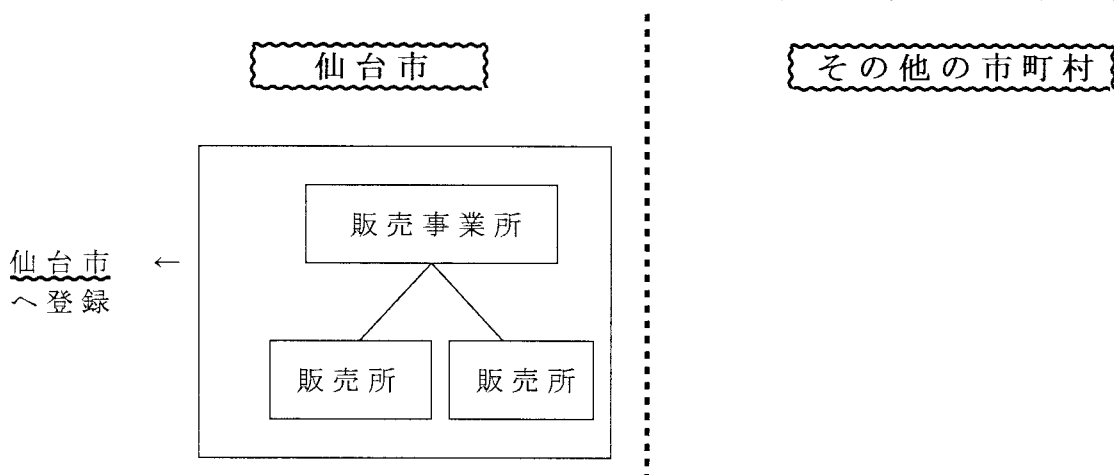 仙台市
その他の市町村
販売事業所
仙台市 ←
へ登録
販売所
販売所